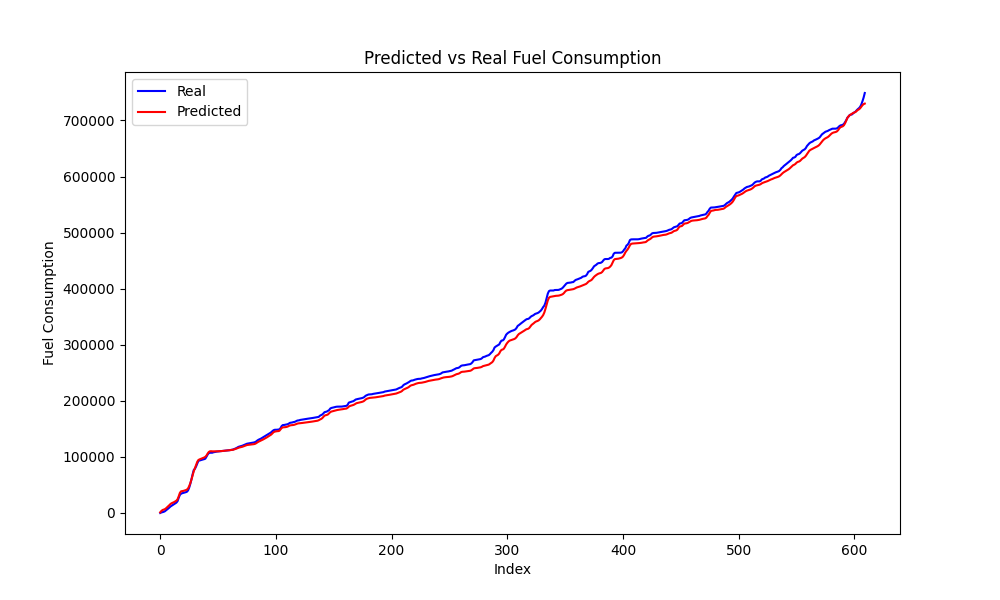 Predicted vs Real Fuel Consumption
Real
Predicted
Fuel Consumption
700000
600000
500000
400000
300000
200000
100000
0
0 100 200 300 400 500 600
Index